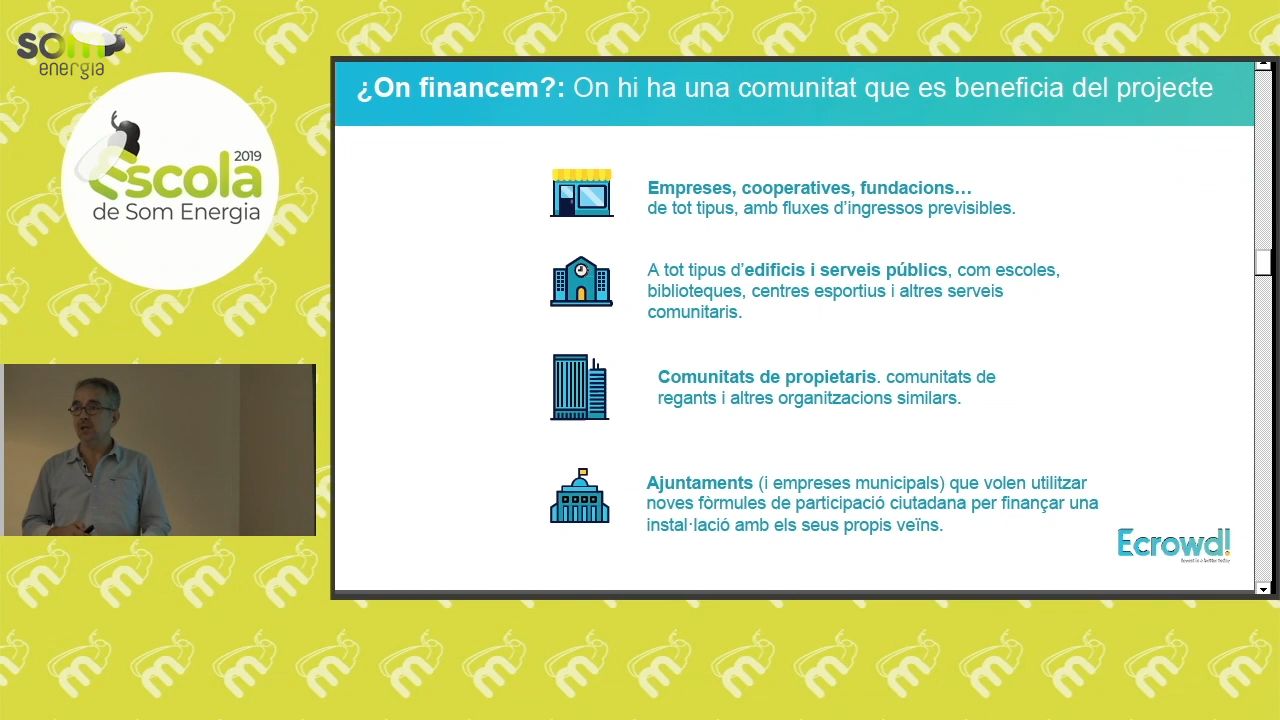 som
energia
2019
Escola
de Som Energia
¿On financem?: On hi ha una comunitat que es beneficia del projecte
Empreses, cooperatives, fundacions…
de tot tipus, amb fluxes d'ingressos previsibles.
A tot tipus d'edificis i serveis públics, com escoles,
biblioteques, centres esportius i altres serveis
comunitaris.
Comunitats de propietaris. comunitats de
regants i altres organitzacions similars.
Ajuntaments (i empreses municipals) que volen utilitzar
noves fòrmules de participació ciutadana per finançar una
instal·lació amb els seus propis veïns.
Ecrowd!